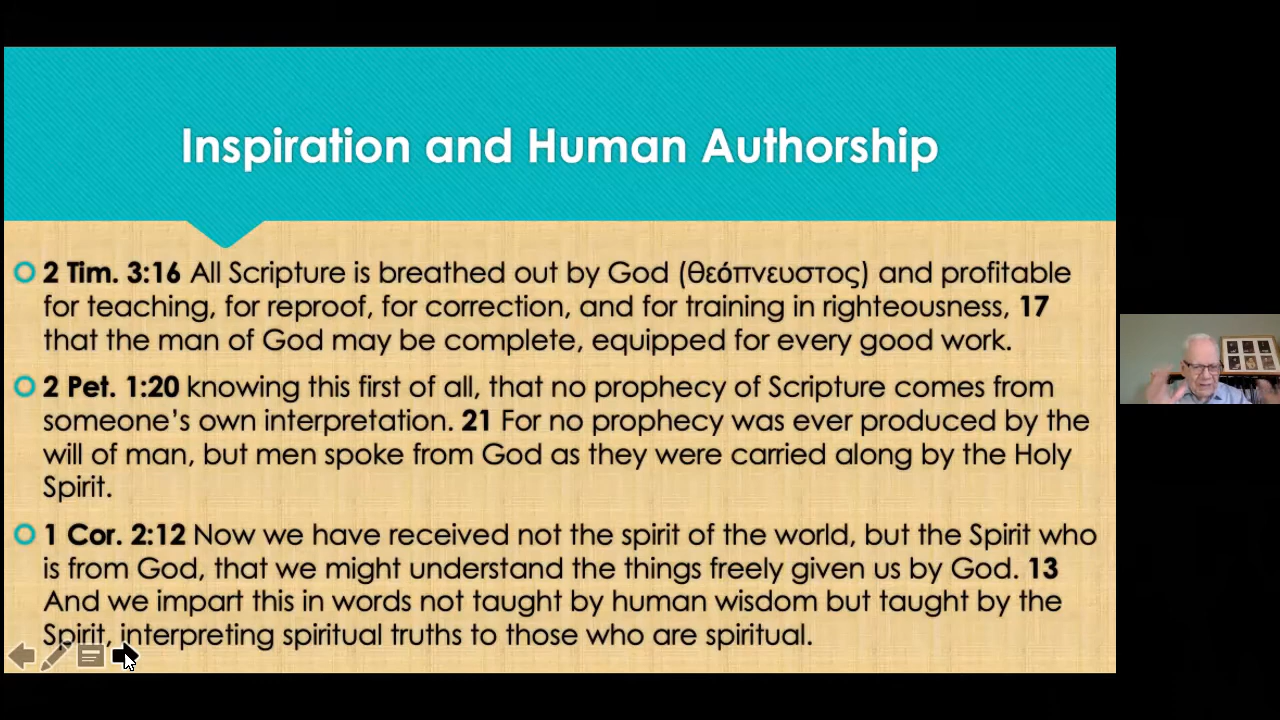 Inspiration and Human Authorship
2 Tim. 3:16 All Scripture is breathed out by God (θεόπνευστος) and profitable
for teaching, for reproof, for correction, and for training in righteousness, 17
that the man of God may be complete, equipped for every good work.
2 Pet. 1:20 knowing this first of all, that no prophecy of Scripture comes from
someone’s own interpretation. 21 For no prophecy was ever produced by the
will of man, but men spoke from God as they were carried along by the Holy
Spirit.
1 Cor. 2:12 Now we have received not the spirit of the world, but the Spirit who
is from God, that we might understand the things freely given us by God. 13
And we impart this in words not taught by human wisdom but taught by the
Spirit, interpreting spiritual truths to those who are spiritual.